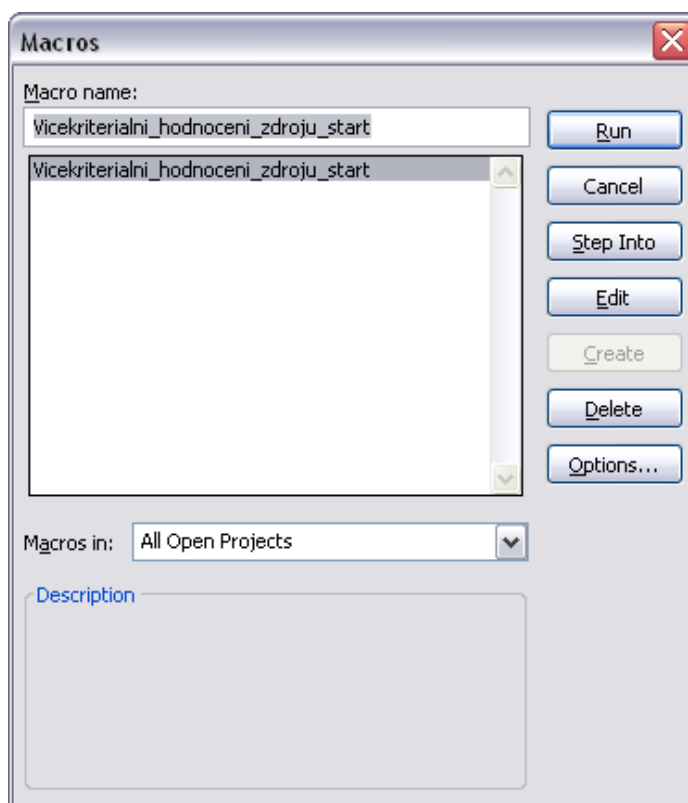 Macros
Macro name:
Vicekriterialni_hodnoceni_zdroju_start
Vicekriterialni_hodnoceni_zdroju_start
Run
Cancel
Step Into
Edit
Create
Delete
Options...
Macros in:
All Open Projects
Description